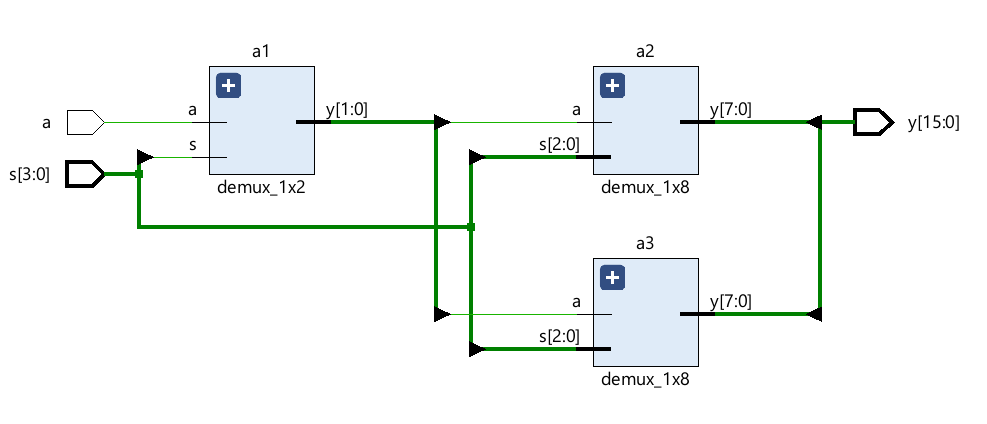 a1
a
a
y[1:0]
s[3:0]
s
demux_1x2
a2
a
y[7:0]
y[15:0]
s[2:0]
demux_1x8
a3
a
y[7:0]
s[2:0]
demux_1x8